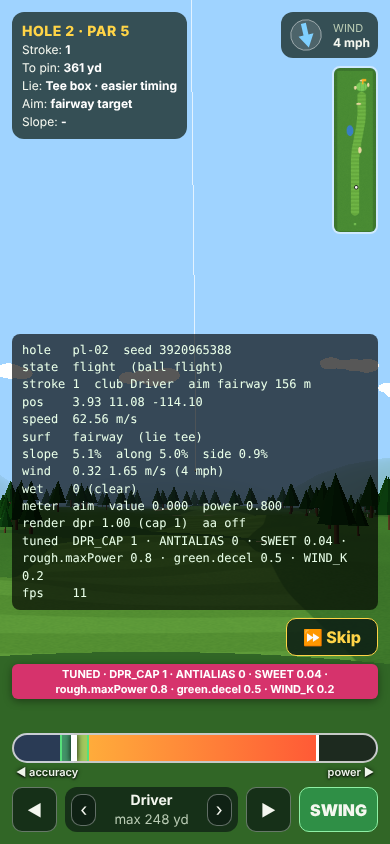 HOLE 2 · PAR 5
Stroke: 1
To pin: 361 yd
Lie: Tee box · easier timing
Aim: fairway target
Slope: -
WIND
4 mph
hole pl-02 seed 3920965388
state flight (ball flight)
stroke 1 club Driver aim fairway 156 m
pos 3.93 11.08 -114.10
speed 62.56 m/s
surf fairway (lie tee)
slope 5.1% along 5.0% side 0.9%
wind 0.32 1.65 m/s (4 mph)
wet 0 (clear)
meter aim value 0.000 power 0.800
render dpr 1.00 (cap 1) aa off
tuned DPR_CAP 1 · ANTIALIAS 0 · SWEET 0.04 ·
rough.maxPower 0.8 · green.decel 0.5 · WIND_K
0.2
fps 11
⏩ Skip
TUNED · DPR_CAP 1 · ANTIALIAS 0 · SWEET 0.04 ·
rough.maxPower 0.8 · green.decel 0.5 · WIND_K 0.2
◀ accuracy
power ▶
◀
‹
Driver
max 248 yd
›
▶
SWING